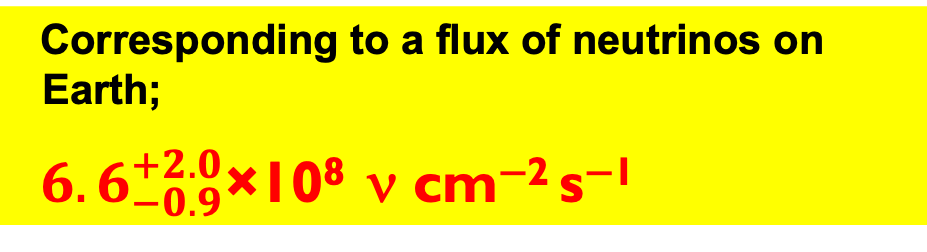 Corresponding to a flux of neutrinos on
Earth;
6.6₋₀.₉⁺²·⁰×10⁸ ν cm⁻² s⁻¹